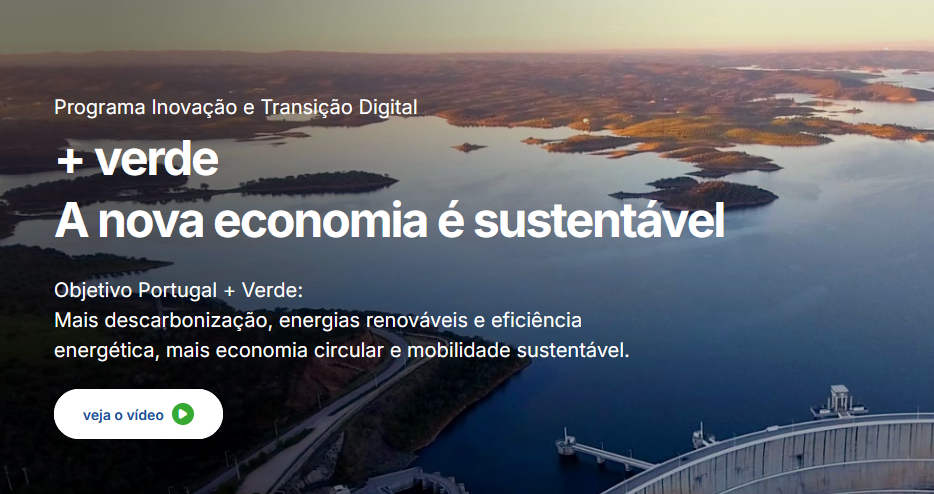 Programa Inovação e Transição Digital
+ verde
A nova economia é sustentável
Objetivo Portugal + Verde:
Mais descarbonização, energias renováveis e eficiência
energética, mais economia circular e mobilidade sustentável.
veja o vídeo